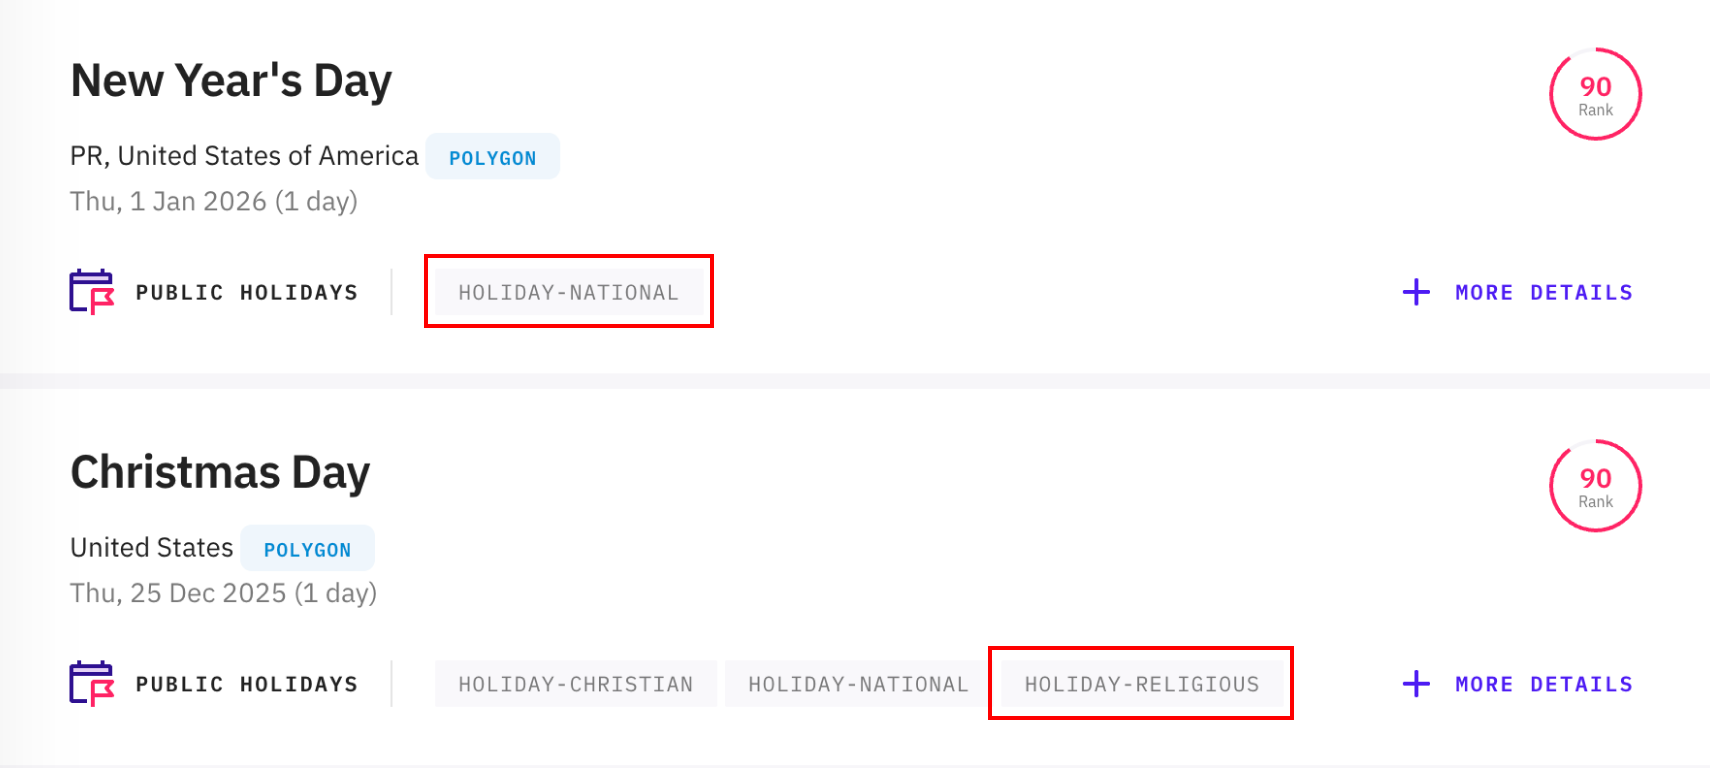 New Year's Day
90
Rank
PR, United States of America POLYGON
Thu, 1 Jan 2026 (1 day)
PUBLIC HOLIDAYS HOLIDAY-NATIONAL MORE DETAILS
Christmas Day
90
Rank
United States POLYGON
Thu, 25 Dec 2025 (1 day)
PUBLIC HOLIDAYS HOLIDAY-CHRISTIAN HOLIDAY-NATIONAL HOLIDAY-RELIGIOUS MORE DETAILS